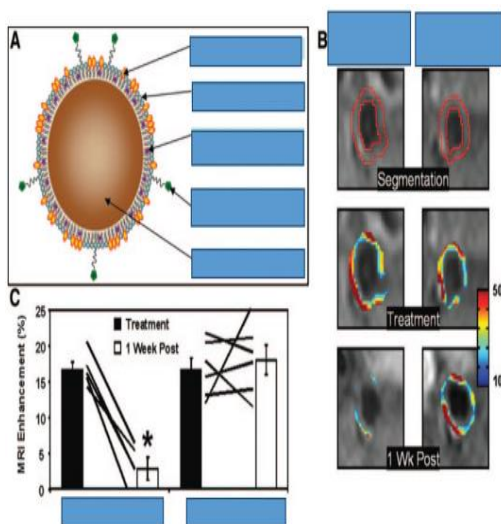 A
B
Segmentation
Treatment
50
10
1 Wk Post
C
MRI Enhancement (%)
25
20
15
10
5
0
Treatment
1 Week Post
*